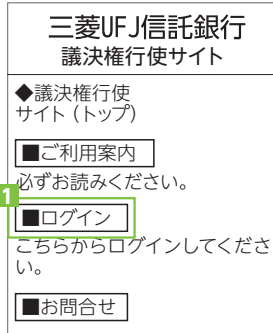 三菱UFJ信託銀行
議決権行使サイト
◆議決権行使
サイト（トップ）
■ご利用案内
必ずお読みください。
1
■ログイン
こちらからログインしてくださ
い。
■お問合せ